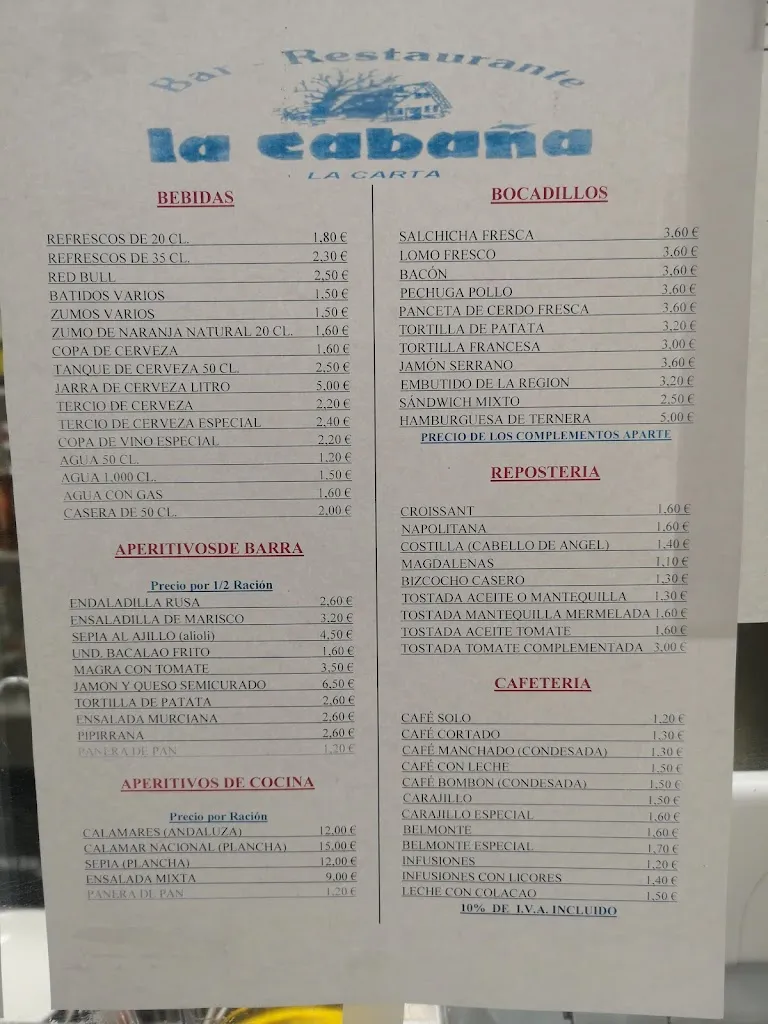 Bar Restaurante
la cabaña
LA CARTA
BEBIDAS
REFRESCOS DE 20 CL. 1,80 €
REFRESCOS DE 35 CL. 2,30 €
RED BULL 2,50 €
BATIDOS VARIOS 1,50 €
ZUMOS VARIOS 1,50 €
ZUMO DE NARANJA NATURAL 20 CL. 1,60 €
COPA DE CERVEZA 1,60 €
TANQUE DE CERVEZA 50 CL. 2,50 €
JARRA DE CERVEZA LITRO 5,00 €
TERCIO DE CERVEZA 2,20 €
TERCIO DE CERVEZA ESPECIAL 2,40 €
COPA DE VINO ESPECIAL 2,20 €
AGUA 50 CL. 1,20 €
AGUA 1,000 CL. 1,50 €
AGUA CON GAS 1,60 €
CASERA DE 50 CL. 2,00 €
APERITIVOSDE BARRA
Precio por 1/2 Ración
ENDALADILLA RUSA 2,60 €
ENSALADILLA DE MARISCO 3,20 €
SEPIA AL AJILLO (alioli) 4,50 €
UND. BACALAO FRITO 1,60 €
MAGRA CON TOMATE 3,50 €
JAMON Y QUESO SEMICURADO 6,50 €
TORTILLA DE PATATA 2,60 €
ENSALADA MURCIANA 2,60 €
PIPIRRANA 2,60 €
PANERA DE PAN 1,20 €
APERITIVOS DE COCINA
Precio por Ración
CALAMARES (ANDALUZA) 12,00 €
CALAMAR NACIONAL (PLANCHA) 15,00 €
SEPIA (PLANCHA) 12,00 €
ENSALADA MIXTA 9,00 €
PANERA DE PAN 1,20 €
BOCADILLOS
SALCHICHA FRESCA 3,60 €
LOMO FRESCO 3,60 €
BACÓN 3,60 €
PECHUGA POLLO 3,60 €
PANCETA DE CERDO FRESCA 3,60 €
TORTILLA DE PATATA 3,20 €
TORTILLA FRANCESA 3,00 €
JAMÓN SERRANO 3,60 €
EMBUTIDO DE LA REGION 3,20 €
SÁNDWICH MIXTO 2,50 €
HAMBURGUESA DE TERNERA 5,00 €
PRECIO DE LOS COMPLEMENTOS APARTE
REPOSTERIA
CROISSANT 1,60 €
NAPOLITANA 1,60 €
COSTILLA (CABELLO DE ANGEL) 1,40 €
MAGDALENAS 1,10 €
BIZCOCHO CASERO 1,30 €
TOSTADA ACEITE O MANTEQUILLA 1,30 €
TOSTADA MANTEQUILLA MERMELADA 1,60 €
TOSTADA ACEITE TOMATE 1,60 €
TOSTADA TOMATE COMPLEMENTADA 3,00 €
CAFETERIA
CAFÉ SOLO 1,20 €
CAFÉ CORTADO 1,30 €
CAFÉ MANCHADO (CONDESADA) 1,30 €
CAFÉ CON LECHE 1,50 €
CAFÉ BOMBON (CONDESADA) 1,50 €
CARAJILLO 1,50 €
CARAJILLO ESPECIAL 1,60 €
BELMONTE 1,60 €
BELMONTE ESPECIAL 1,70 €
INFUSIONES 1,20 €
INFUSIONES CON LICORES 1,40 €
LECHE CON COLACAO 1,50 €
10% DE I.V.A. INCLUIDO